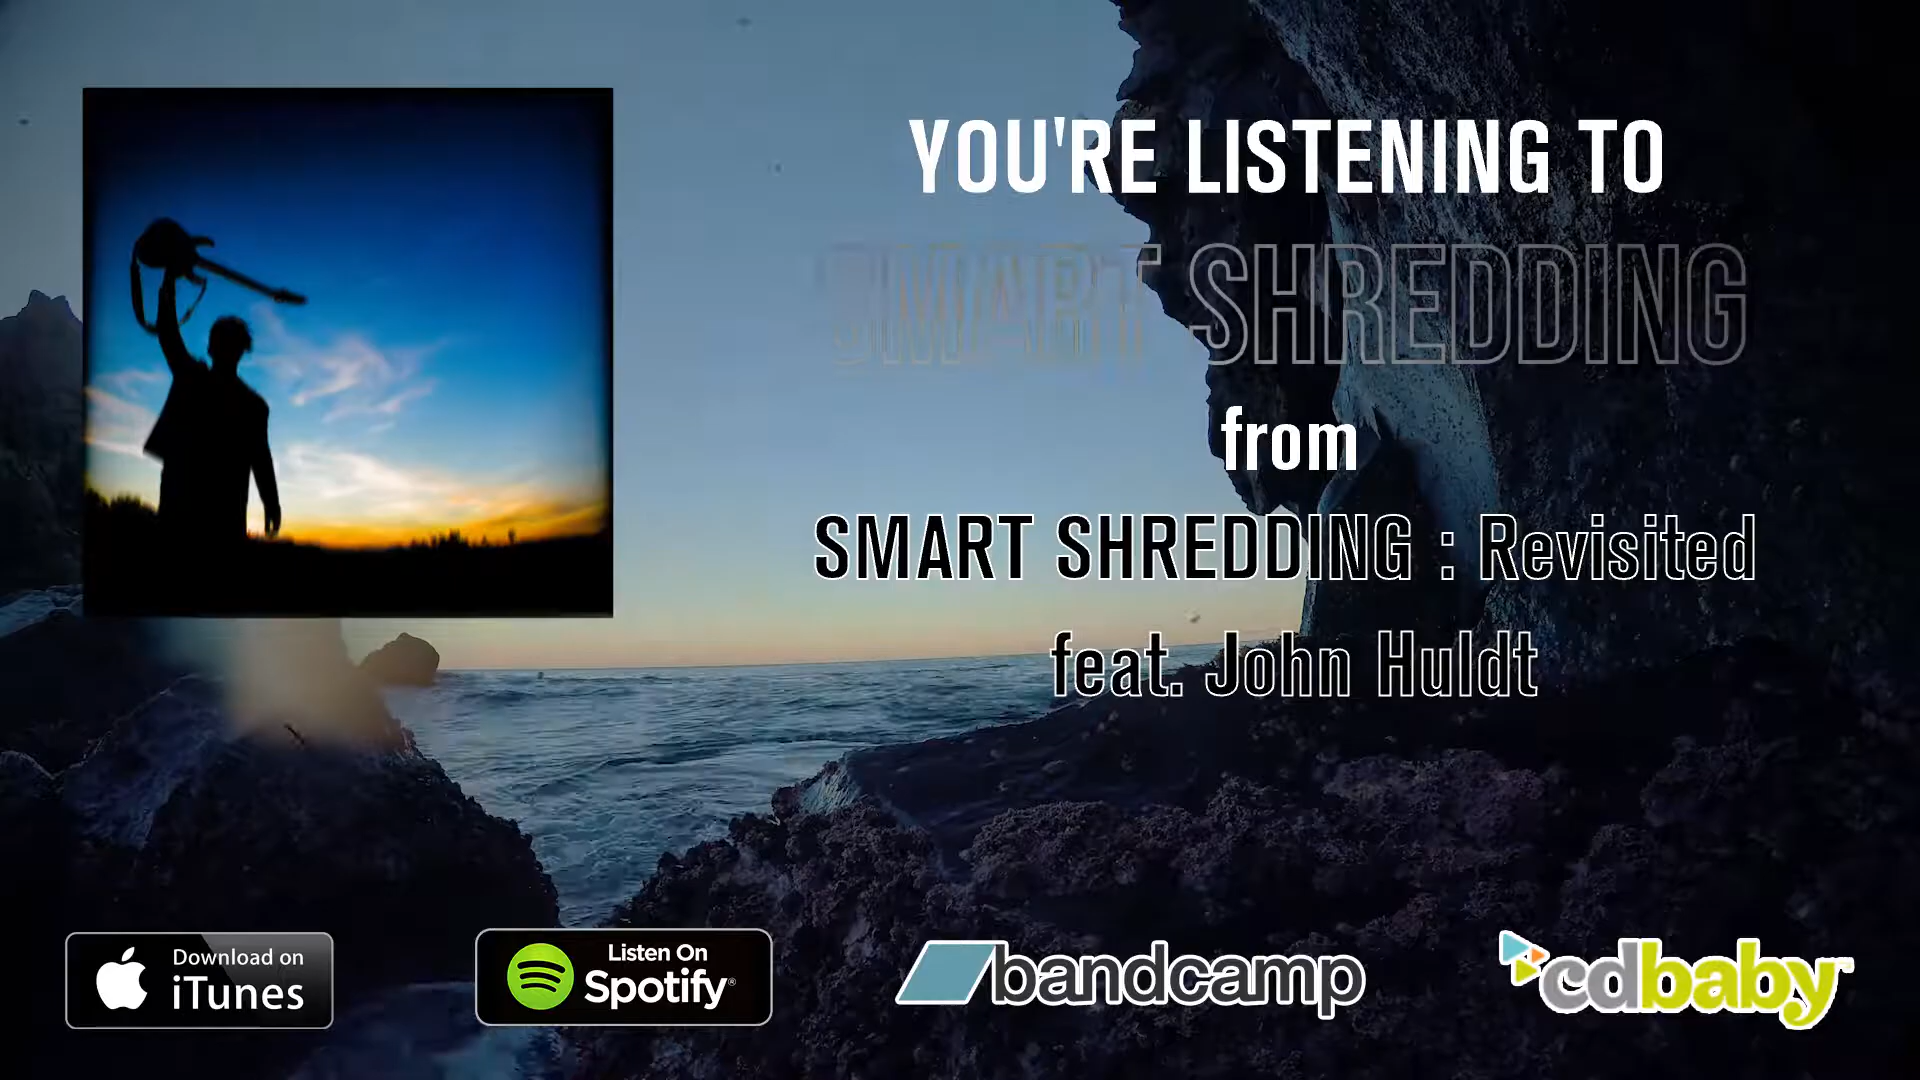 YOU'RE LISTENING TO
SMART SHREDDING
from
SMART SHREDDING : Revisited
feat. John Huldt
Download on
iTunes
Listen On
Spotify®
bandcamp
cdbaby™